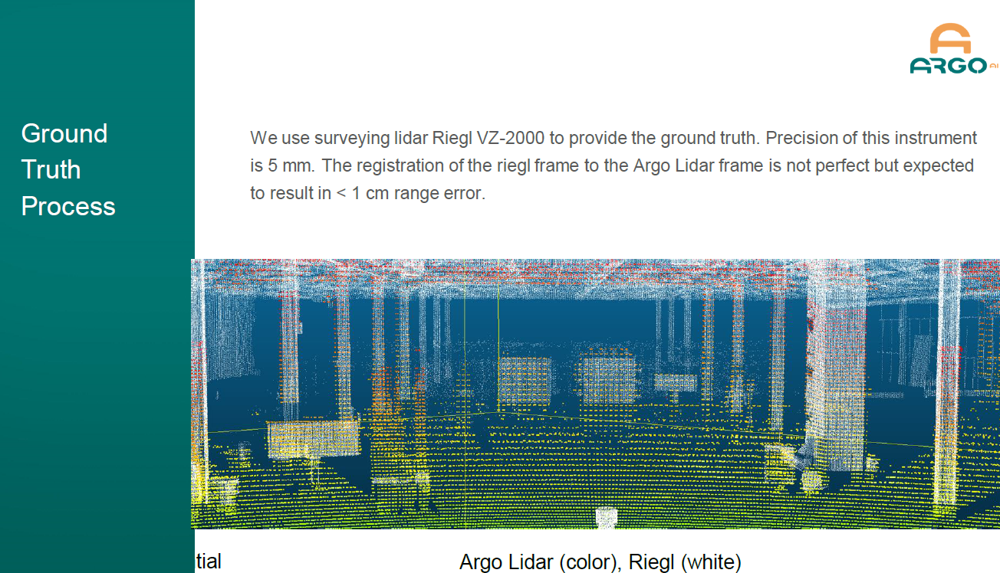 ARGO AI
Ground
Truth
Process
We use surveying lidar Riegl VZ-2000 to provide the ground truth. Precision of this instrument
is 5 mm. The registration of the riegl frame to the Argo Lidar frame is not perfect but expected
to result in < 1 cm range error.
tial
Argo Lidar (color), Riegl (white)